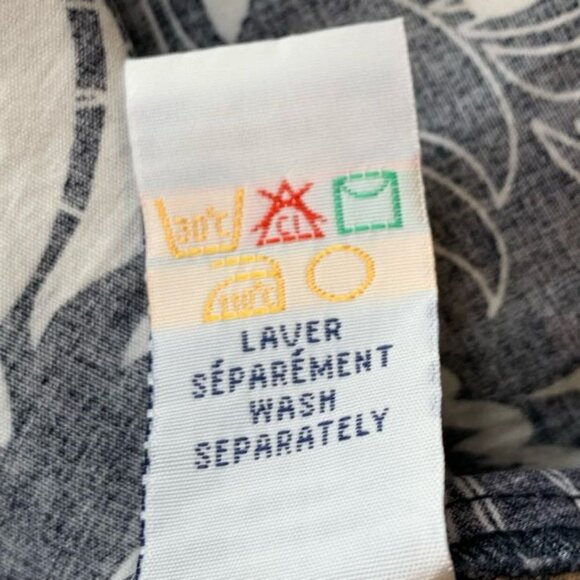 30°C CL
110°C
LAVER
SÉPARÉMENT
WASH
SEPARATELY